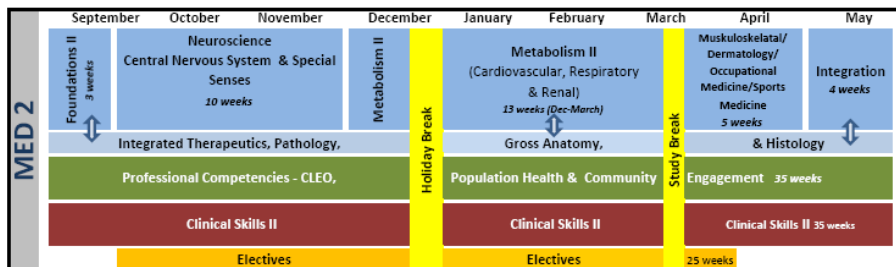 September October November December January February March April May
MED 2
Foundations II
3 weeks
Neuroscience
Central Nervous System & Special
Senses
10 weeks
Metabolism II
Holiday Break
Metabolism II
(Cardiovascular, Respiratory
& Renal)
13 weeks (Dec-March)
Study Break
Muskuloskelatal/
Dermatology/
Occupational
Medicine/Sports
Medicine
5 weeks
Integration
4 weeks
Integrated Therapeutics, Pathology, Gross Anatomy, & Histology
Professional Competencies - CLEO, Population Health & Community Engagement 35 weeks
Clinical Skills II Clinical Skills II Clinical Skills II 35 weeks
Electives Electives 25 weeks